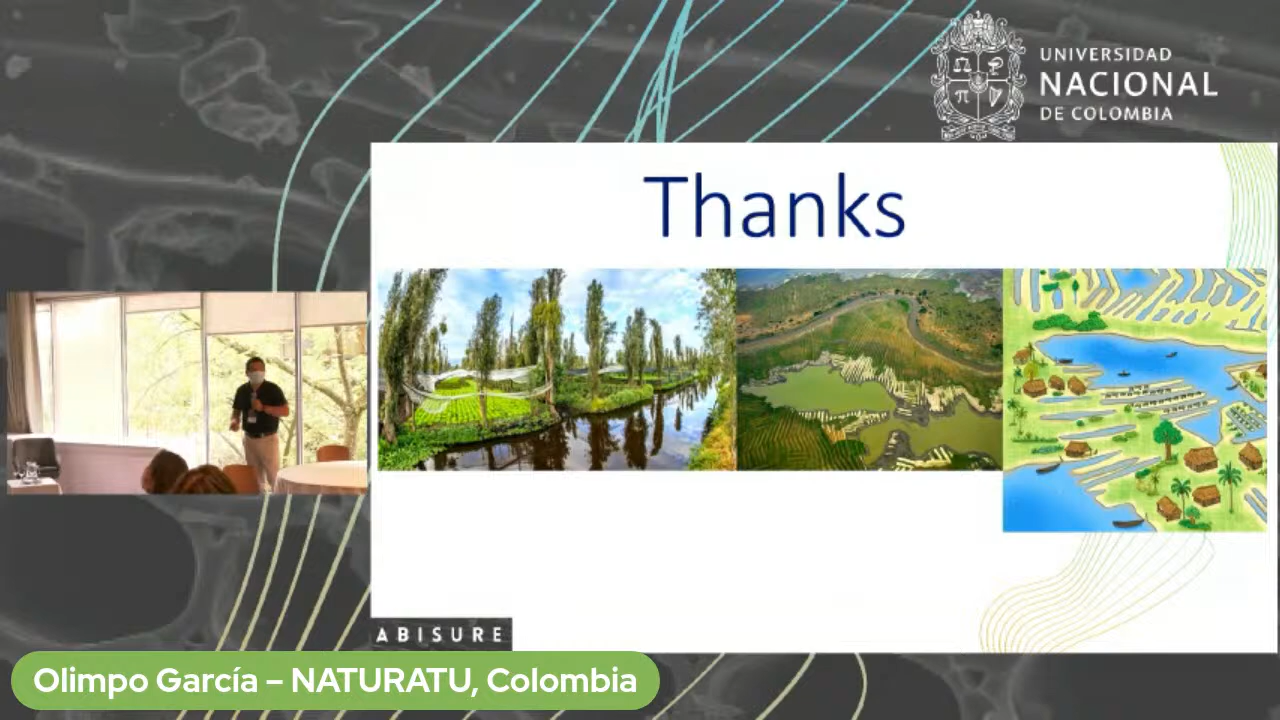 UNIVERSIDAD
NACIONAL
DE COLOMBIA
Thanks
ABISURE
Olimpo García – NATURATU, Colombia